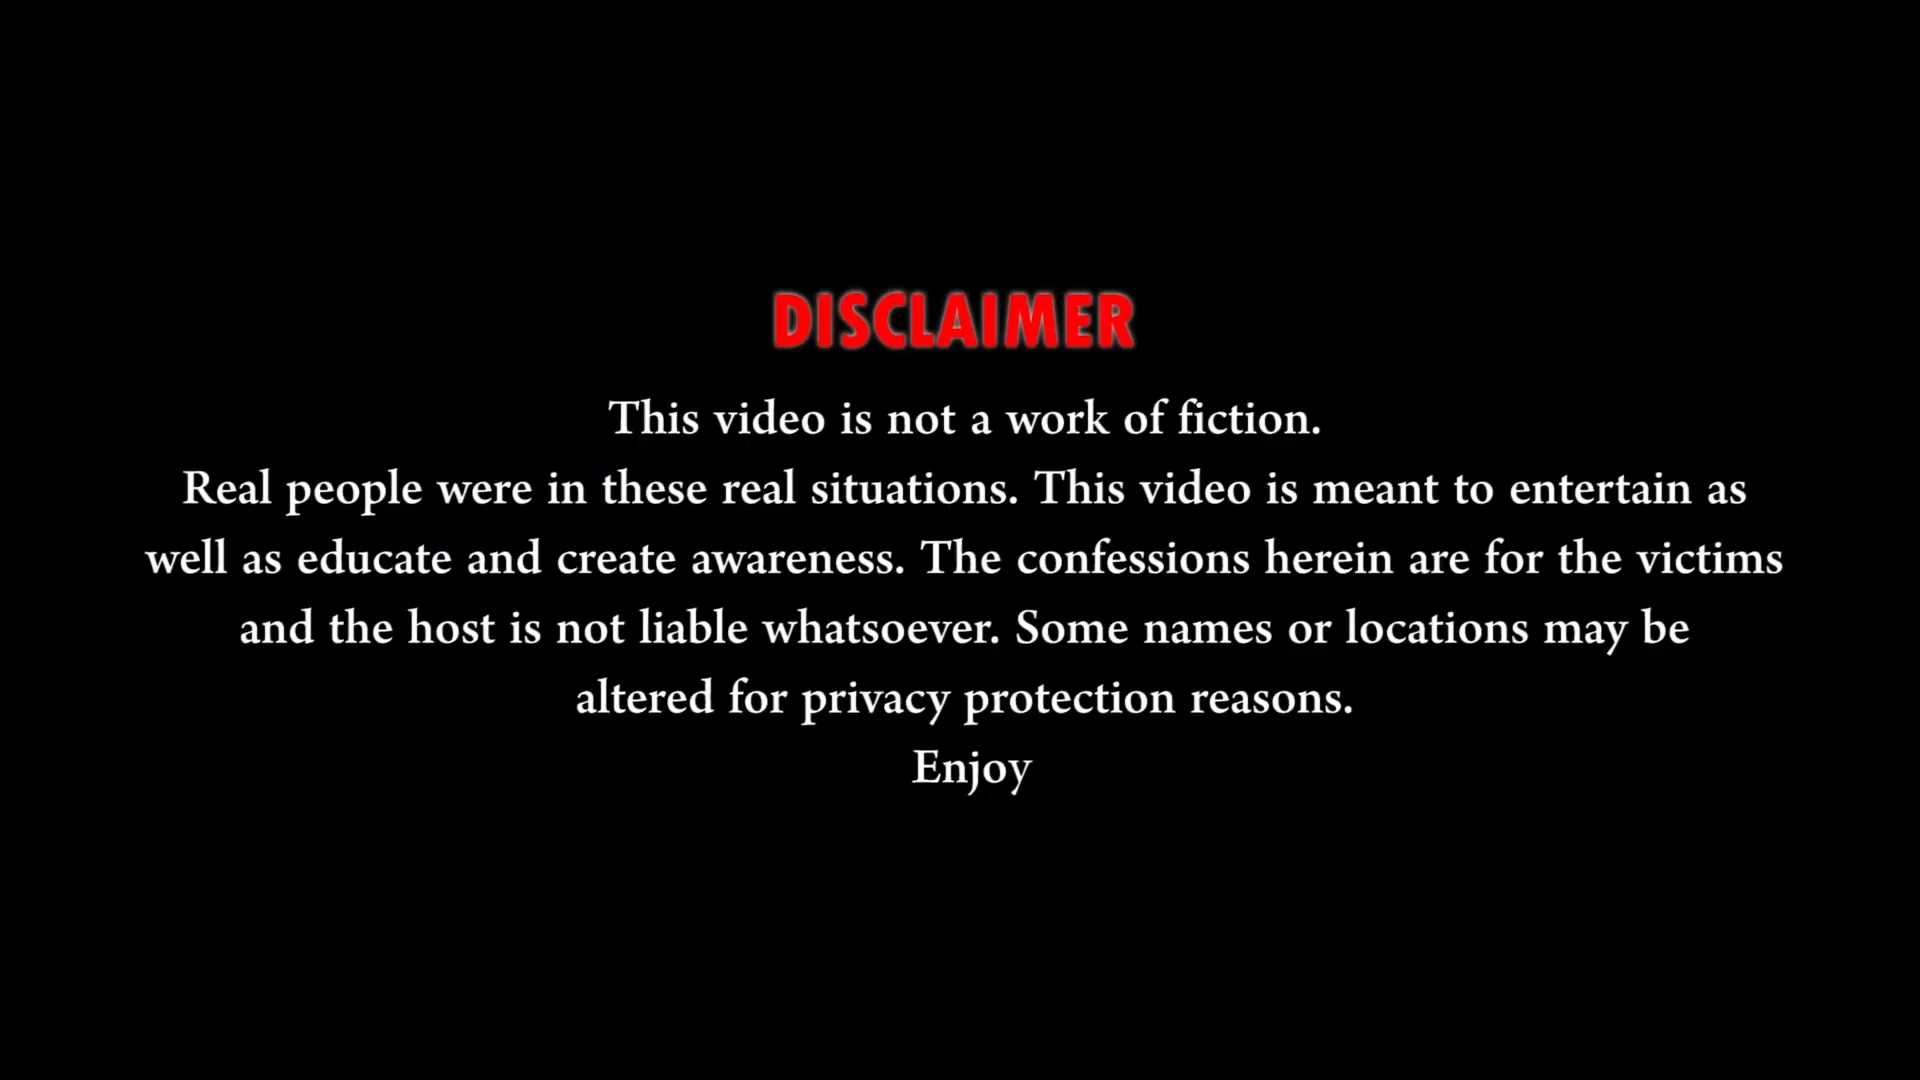 DISCLAIMER
This video is not a work of fiction.
Real people were in these real situations. This video is meant to entertain as
well as educate and create awareness. The confessions herein are for the victims
and the host is not liable whatsoever. Some names or locations may be
altered for privacy protection reasons.
Enjoy